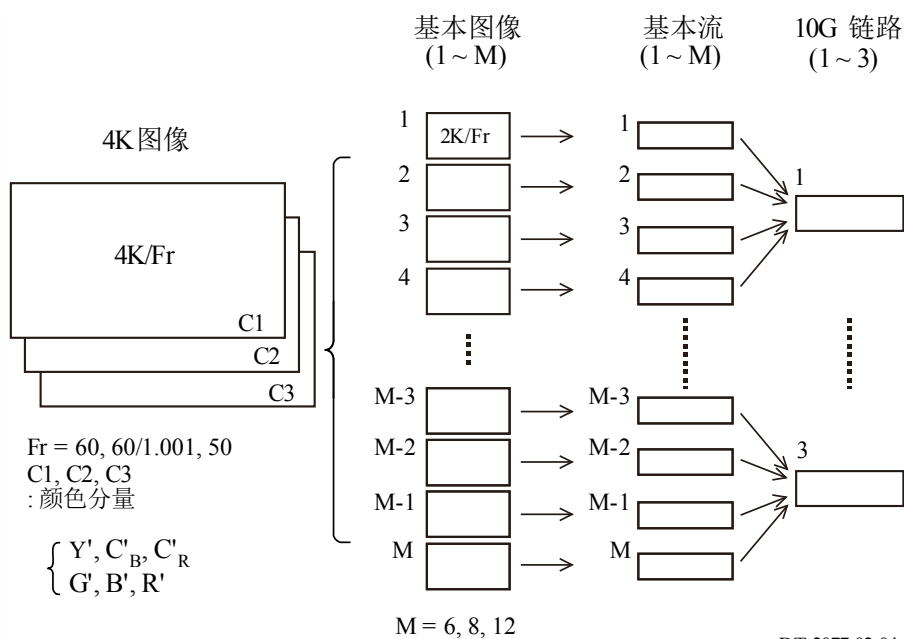 基本图像
(1 ~ M)
基本流
(1 ~ M)
10G 链路
(1 ~ 3)
4K图像
4K/Fr
C1
C2
C3
Fr = 60, 60/1.001, 50
C1, C2, C3
: 颜色分量
Y', C'B, C'R
G', B', R'
1
2K/Fr
2
3
4
M-3
M-2
M-1
M
M = 6, 8, 12
1
2
3
4
M-3
M-2
M-1
M
1
3